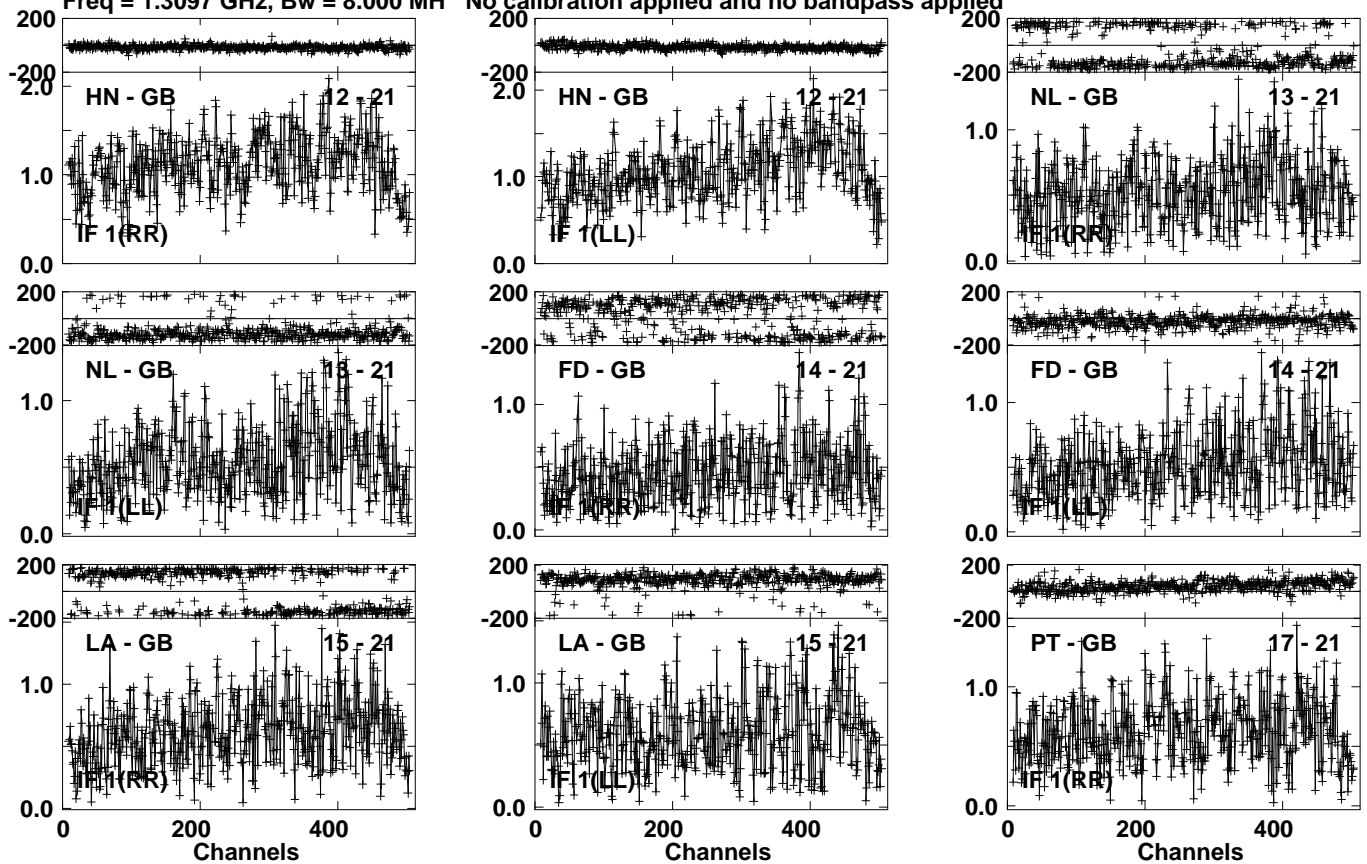 Freq = 1.3097 GHz, Bw = 8.000 MH No calibration applied and no bandpass applied
200 200 200
-200 -200 -200
2.0 HN - GB 12 - 21 2.0 HN - GB 12 - 21 NL - GB 13 - 21
1.0
1.0 1.0
IF 1(RR) IF 1(LL) IF 1(RR)
0.0 0.0 0.0
200 200 200
-200 -200 -200
NL - GB 13 - 21 FD - GB 14 - 21 FD - GB 14 - 21
1.0 1.0 1.0
IF 1(LL) IF 1(RR) IF 1(LL)
0.0 0.0 0.0
200 200 200
-200 -200 -200
LA - GB 15 - 21 LA - GB 15 - 21 PT - GB 17 - 21
1.0 1.0 1.0
IF 1(RR) IF 1(LL) IF 1(RR)
0.0 0.0 0.0
0 200 400 0 200 400 0 200 400
Channels Channels Channels